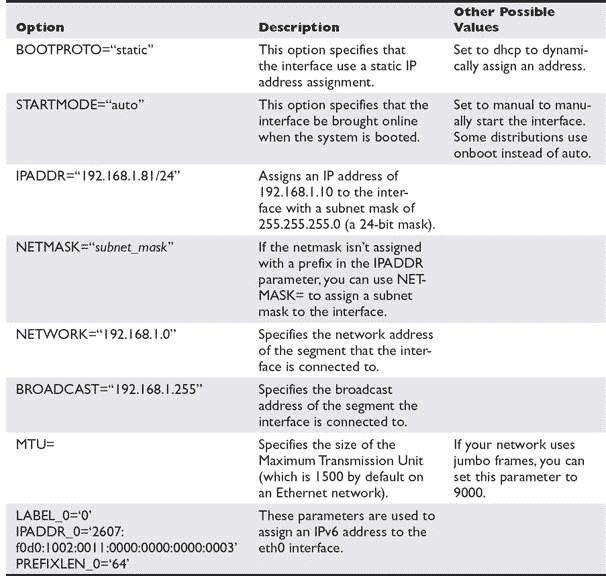 Option Description Other Possible Values
BOOTPROTO=“static” This option specifies that Set to dhcp to dynami-
the interface use a static IP cally assign an address.
address assignment.
STARTMODE=“auto” This option specifies that the Set to manual to manu-
interface be brought online ally start the interface.
when the system is booted. Some distributions use
onboot instead of auto.
IPADDR=“192.168.1.81/24” Assigns an IP address of
192.168.1.10 to the inter-
face with a subnet mask of
255.255.255.0 (a 24-bit mask).
NETMASK=“subnet_mask” If the netmask isn’t assigned
with a prefix in the IPADDR
parameter, you can use NET-
MASK= to assign a subnet
mask to the interface.
NETWORK=“192.168.1.0” Specifies the network address
of the segment that the inter-
face is connected to.
BROADCAST=“192.168.1.255” Specifies the broadcast
address of the segment the
interface is connected to.
MTU= Specifies the size of the If your network uses
Maximum Transmission Unit jumbo frames, you can
(which is 1500 by default on set this parameter to
an Ethernet network). 9000.
LABEL_0=‘0’ These parameters are used to
IPADDR_0=‘2607: assign an IPv6 address to the
f0d0:1002:0011:0000:0000:0000:0003’ eth0 interface.
PREFIXLEN_0=‘64’